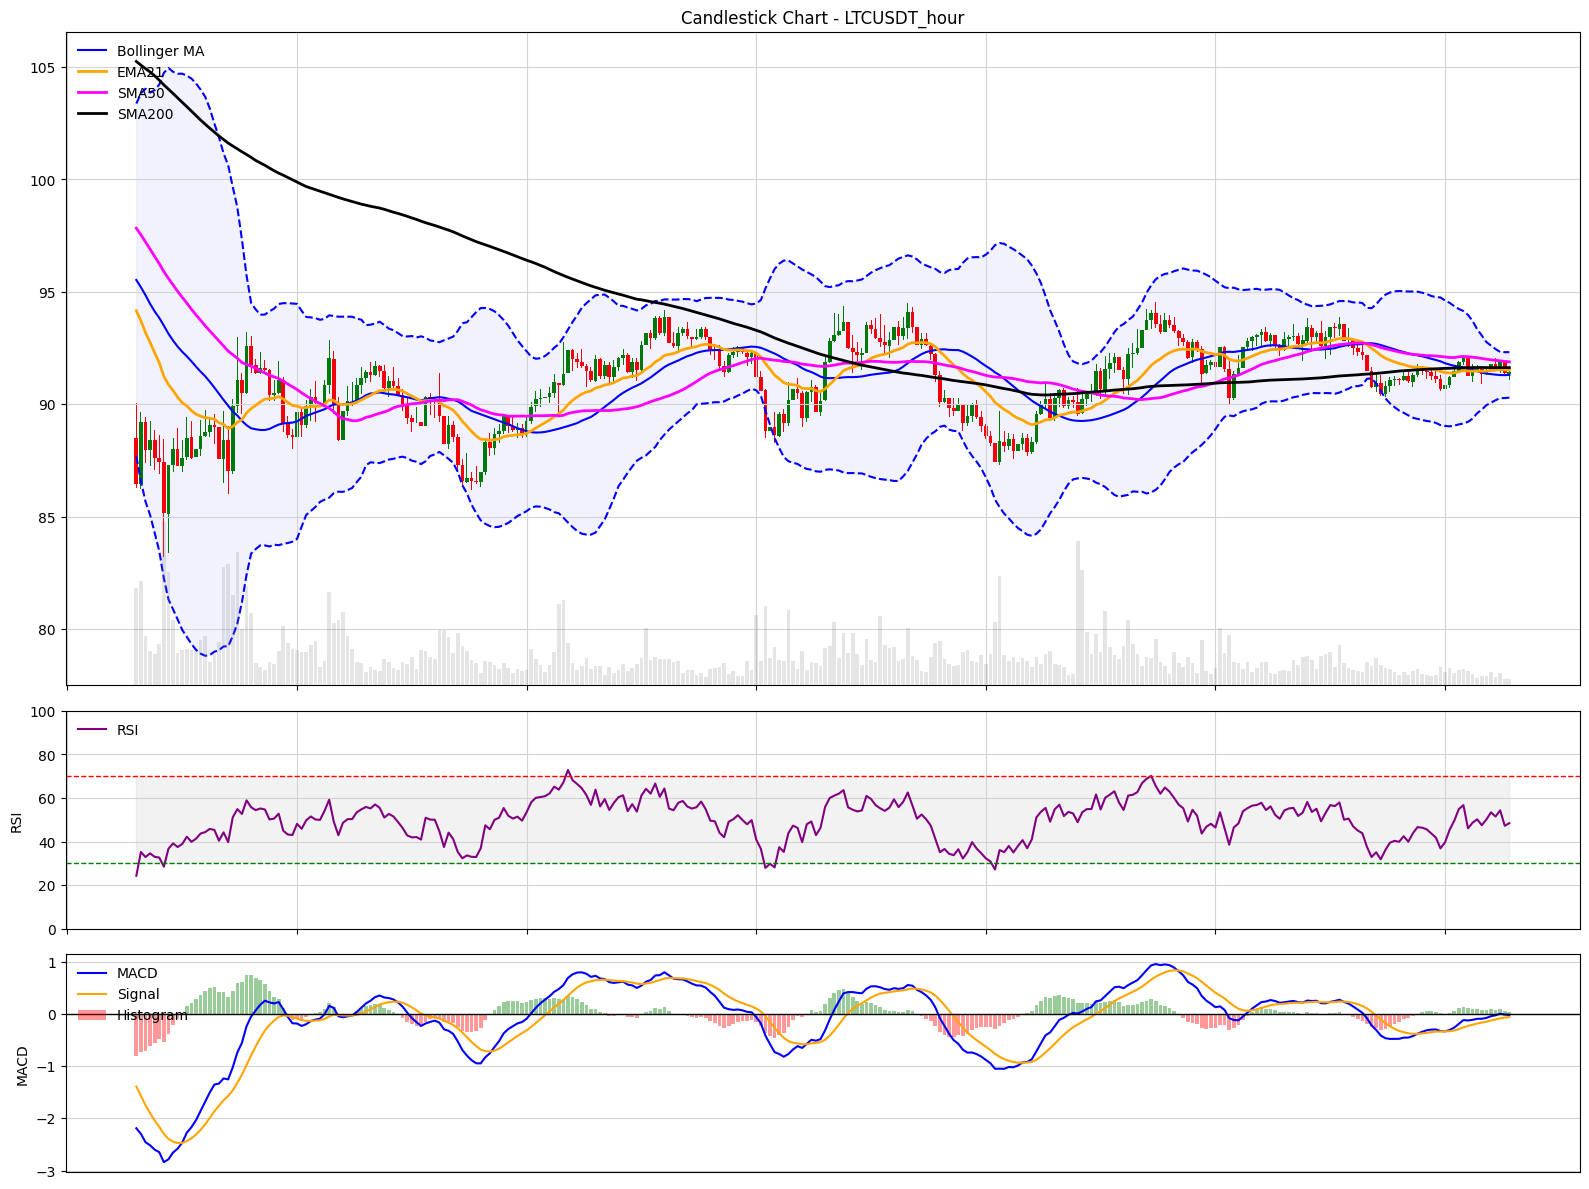 Candlestick Chart - LTCUSDT_hour
Bollinger MA
EMA21
SMA50
SMA200
105
100
95
90
85
80
RSI
100
80
60
40
20
0
RSI
MACD
Signal
Histogram
1
0
−1
−2
−3
MACD